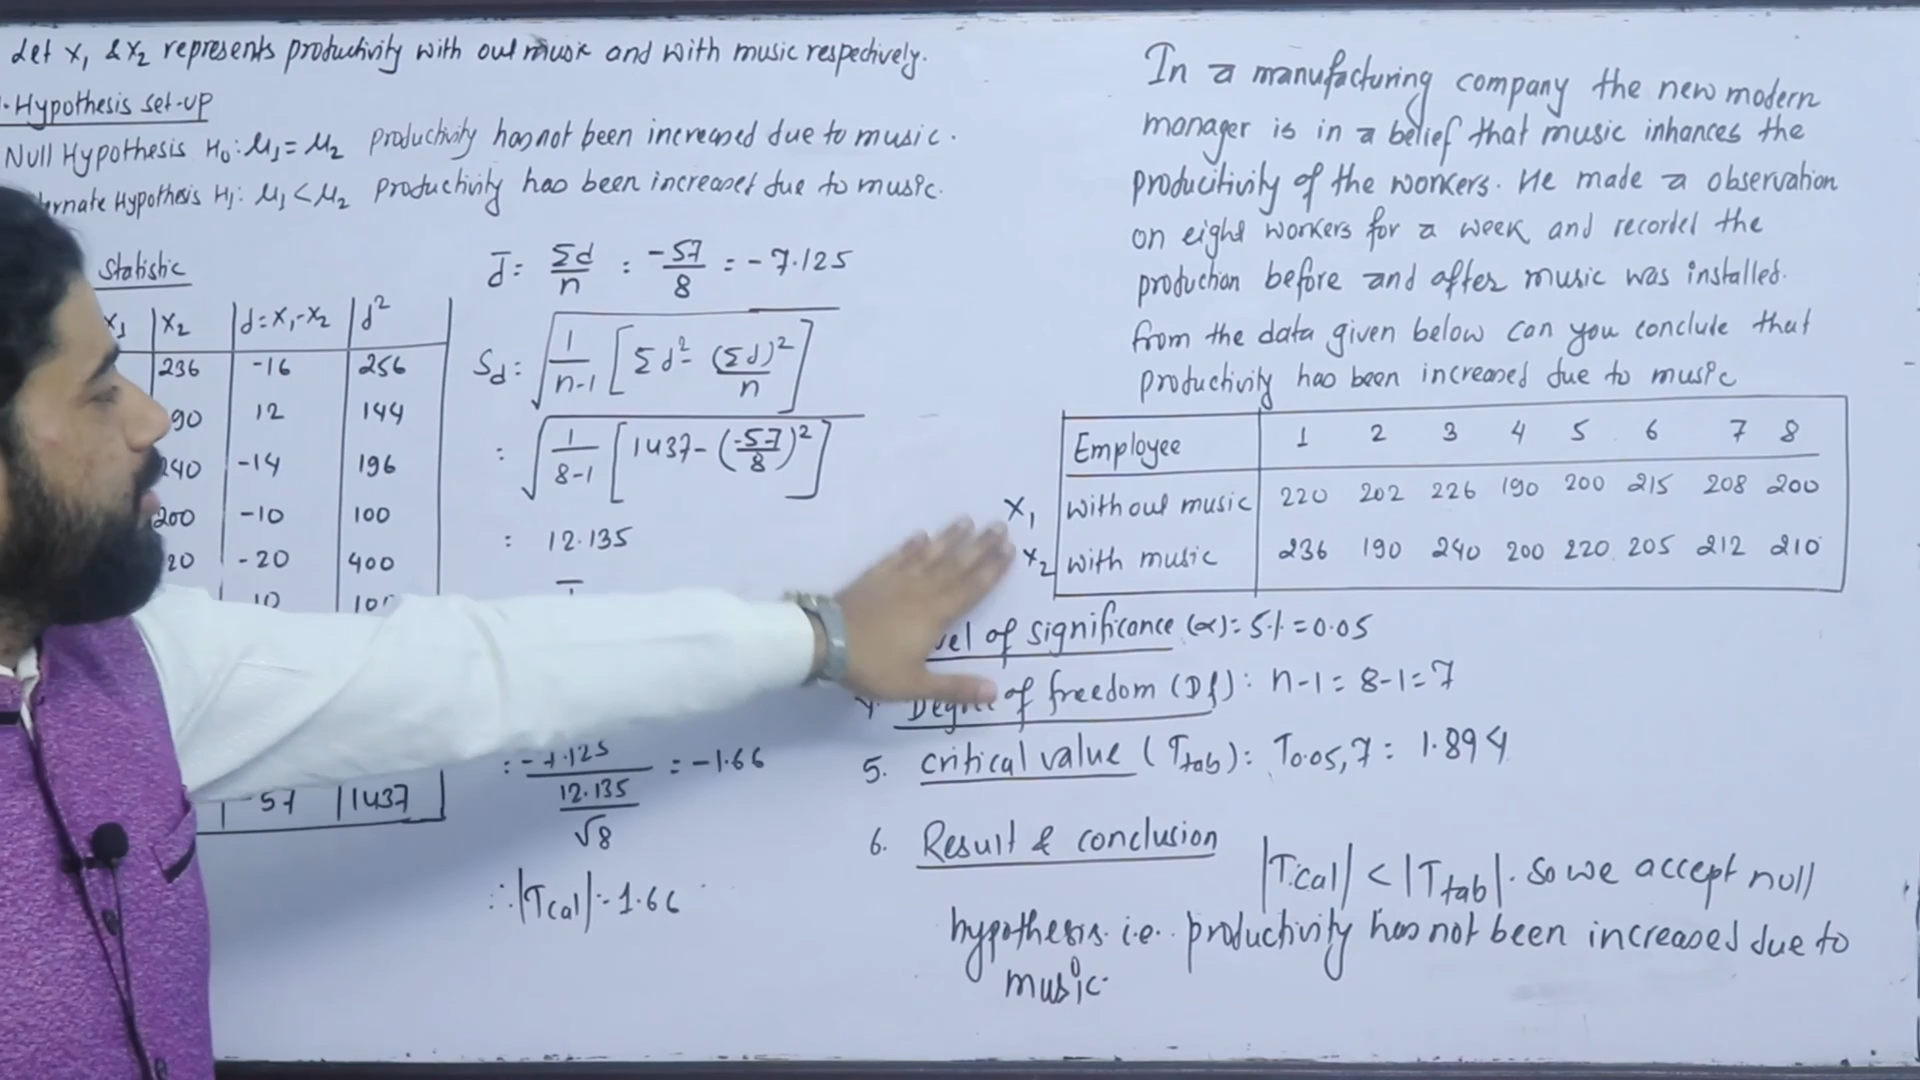 Let x₁ & x₂ represents productivity with out music and with music respectively.
Hypothesis set-up
Null Hypothesis H₀: μ₁ = μ₂ productivity has not been increased due to music.
Hypothesis H₁: μ₁ < μ₂ productivity has been increased due to music.
Statistic
x₁ | x₂ | d = x₁-x₂ | d²
236 | -16 | 256
90 | 12 | 144
240 | -14 | 196
200 | -10 | 100
20 | -20 | 400
10
- 57 | 1437
d̄ = Σd/n = -57/8 = -7.125
S_d = √(1/(n-1) [Σd² - (Σd)²/n])
= √(1/(8-1) [1437 - (-57/8)²])
= 12.135
= 12.135/√8 = -1.66
∴ |Tcal| = 1.66
In a manufacturing company the new modern
manager is in a belief that music inhances the
producitivity of the workers. He made a observation
on eight workers for a week and recorded the
production before and after music was installed.
from the data given below can you conclude that
productivity has been increased due to music
Employee 1 2 3 4 5 6 7 8
x₁ without music 220 202 226 190 200 215 208 200
x₂ with music 236 190 240 200 220 205 212 210
of significance (α) = 5% = 0.05
of freedom (Df): n-1 = 8-1 = 7
5. critical value (Ttab): T0.05,7 = 1.894
6. Result & conclusion |Tcal| < |Ttab|. so we accept null
hypothesis. i.e. productivity has not been increased due to
music.